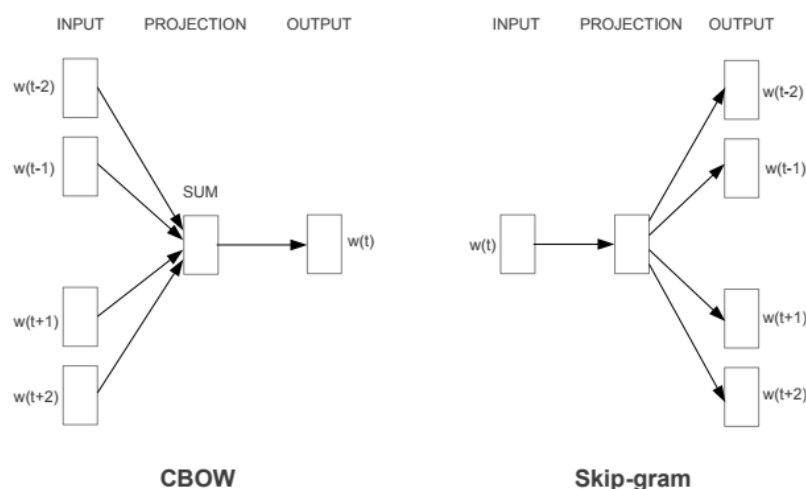 INPUT PROJECTION OUTPUT
w(t-2)
w(t-1)
SUM
w(t)
w(t+1)
w(t+2)
CBOW
INPUT PROJECTION OUTPUT
w(t-2)
w(t-1)
w(t)
w(t+1)
w(t+2)
Skip-gram